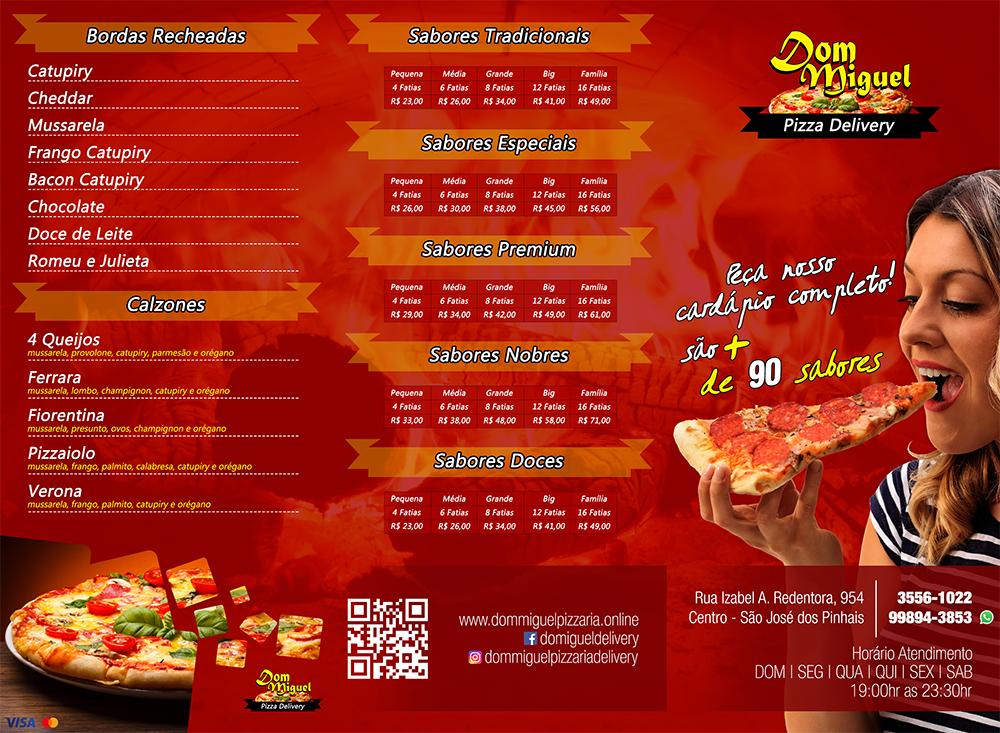 Bordas Recheadas
Catupiry
Cheddar
Mussarela
Frango Catupiry
Bacon Catupiry
Chocolate
Doce de Leite
Romeu e Julieta
Calzones
4 Queijos
mussarela, provolone, catupiry, parmesão e orégano
Ferrara
mussarela, lombo, champignon, catupiry e orégano
Fiorentina
mussarela, presunto, ovos, champignon e orégano
Pizzaiolo
mussarela, frango, palmito, calabresa, catupiry e orégano
Verona
mussarela, frango, palmito, catupiry e orégano
Dom
Miguel
Pizza Delivery
VISA
Sabores Tradicionais
Pequena Média Grande Big Família
4 Fatias 6 Fatias 8 Fatias 12 Fatias 16 Fatias
R$ 23,00 R$ 26,00 R$ 34,00 R$ 41,00 R$ 49,00
Sabores Especiais
Pequena Média Grande Big Família
4 Fatias 6 Fatias 8 Fatias 12 Fatias 16 Fatias
R$ 26,00 R$ 30,00 R$ 38,00 R$ 45,00 R$ 56,00
Sabores Premium
Pequena Média Grande Big Família
4 Fatias 6 Fatias 8 Fatias 12 Fatias 16 Fatias
R$ 29,00 R$ 34,00 R$ 42,00 R$ 49,00 R$ 61,00
Sabores Nobres
Pequena Média Grande Big Família
4 Fatias 6 Fatias 8 Fatias 12 Fatias 16 Fatias
R$ 33,00 R$ 38,00 R$ 48,00 R$ 58,00 R$ 71,00
Sabores Doces
Pequena Média Grande Big Família
4 Fatias 6 Fatias 8 Fatias 12 Fatias 16 Fatias
R$ 23,00 R$ 26,00 R$ 34,00 R$ 41,00 R$ 49,00
www.dommiguelpizzaria.online
domigueldelivery
dommiguelpizzariadelivery
Dom
Miguel
Pizza Delivery
Peça nosso
cardápio completo!
são +
de 90 sabores
Rua Izabel A. Redentora, 954
Centro - São José dos Pinhais
3556-1022
99894-3853
Horário Atendimento
DOM | SEG | QUA | QUI | SEX | SAB
19:00hr as 23:30hr